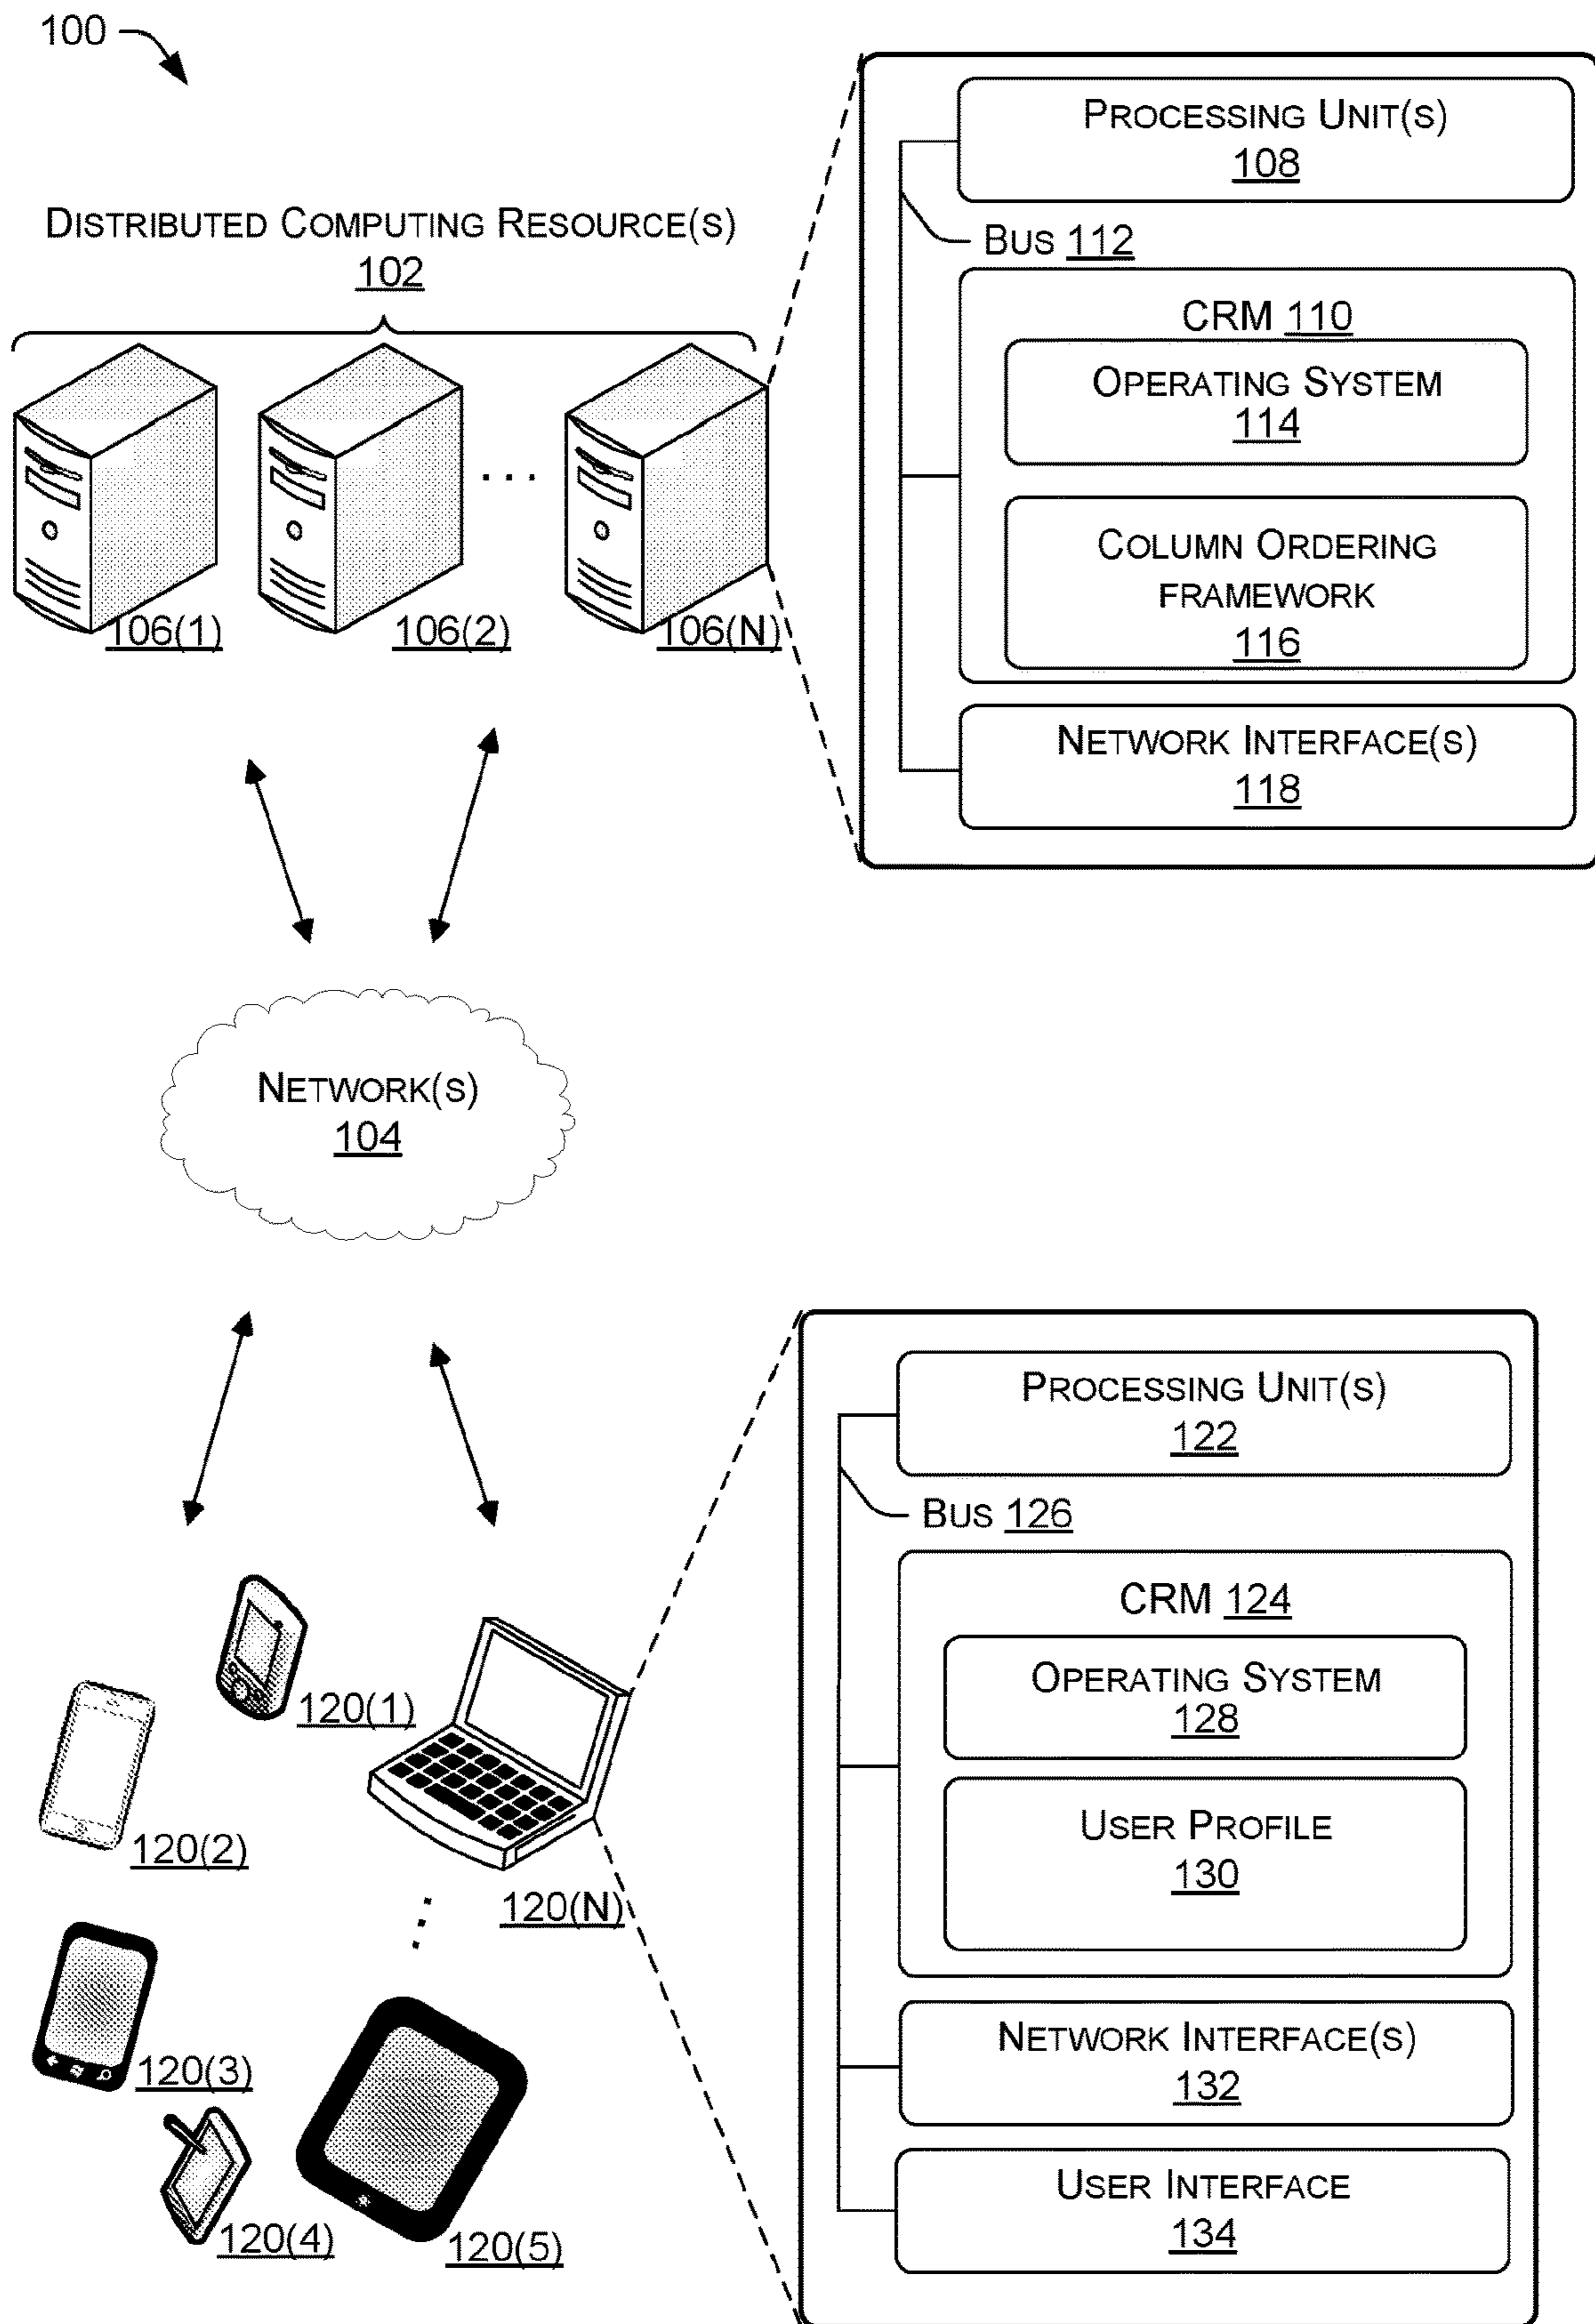 100
DISTRIBUTED COMPUTING RESOURCE(S)
102
106(1)
106(2)
...
106(N)
PROCESSING UNIT(S)
108
BUS 112
CRM 110
OPERATING SYSTEM
114
COLUMN ORDERING
FRAMEWORK
116
NETWORK INTERFACE(S)
118
NETWORK(S)
104
120(1)
120(2)
120(N)
120(3)
120(4)
120(5)
PROCESSING UNIT(S)
122
BUS 126
CRM 124
OPERATING SYSTEM
128
USER PROFILE
130
NETWORK INTERFACE(S)
132
USER INTERFACE
134